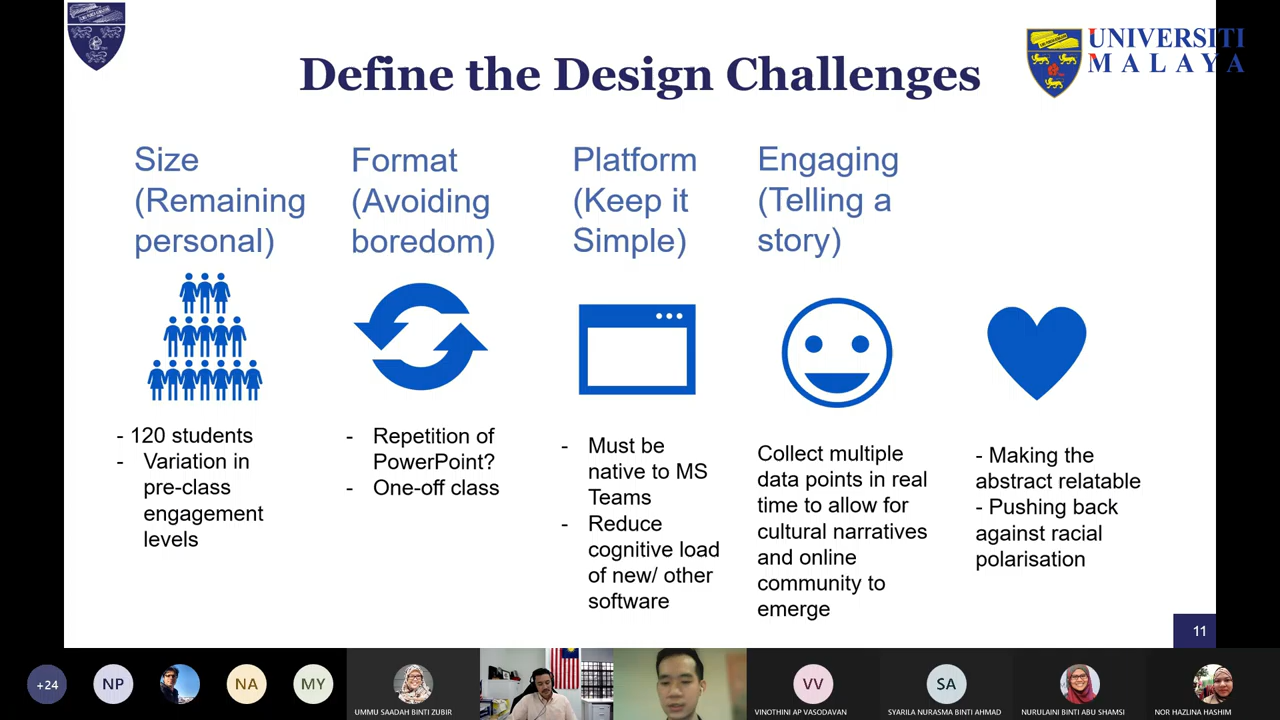 UNIVERSITI
MALAYA
Define the Design Challenges
Size
(Remaining
personal)
- 120 students
- Variation in
pre-class
engagement
levels
Format
(Avoiding
boredom)
- Repetition of
PowerPoint?
- One-off class
Platform
(Keep it
Simple)
- Must be
native to MS
Teams
- Reduce
cognitive load
of new/ other
software
Engaging
(Telling a
story)
Collect multiple
data points in real
time to allow for
cultural narratives
and online
community to
emerge
- Making the
abstract relatable
- Pushing back
against racial
polarisation
11
+24
NP
NA
MY
UMMU SAADAH BINTI ZUBIR
VV
VINOTHINI AP VASODAVAN
SA
SYARILA NURASMA BINTI AHMAD
NURULAINI BINTI ABU SHAMSI
NOR HAZLINA HASHIM